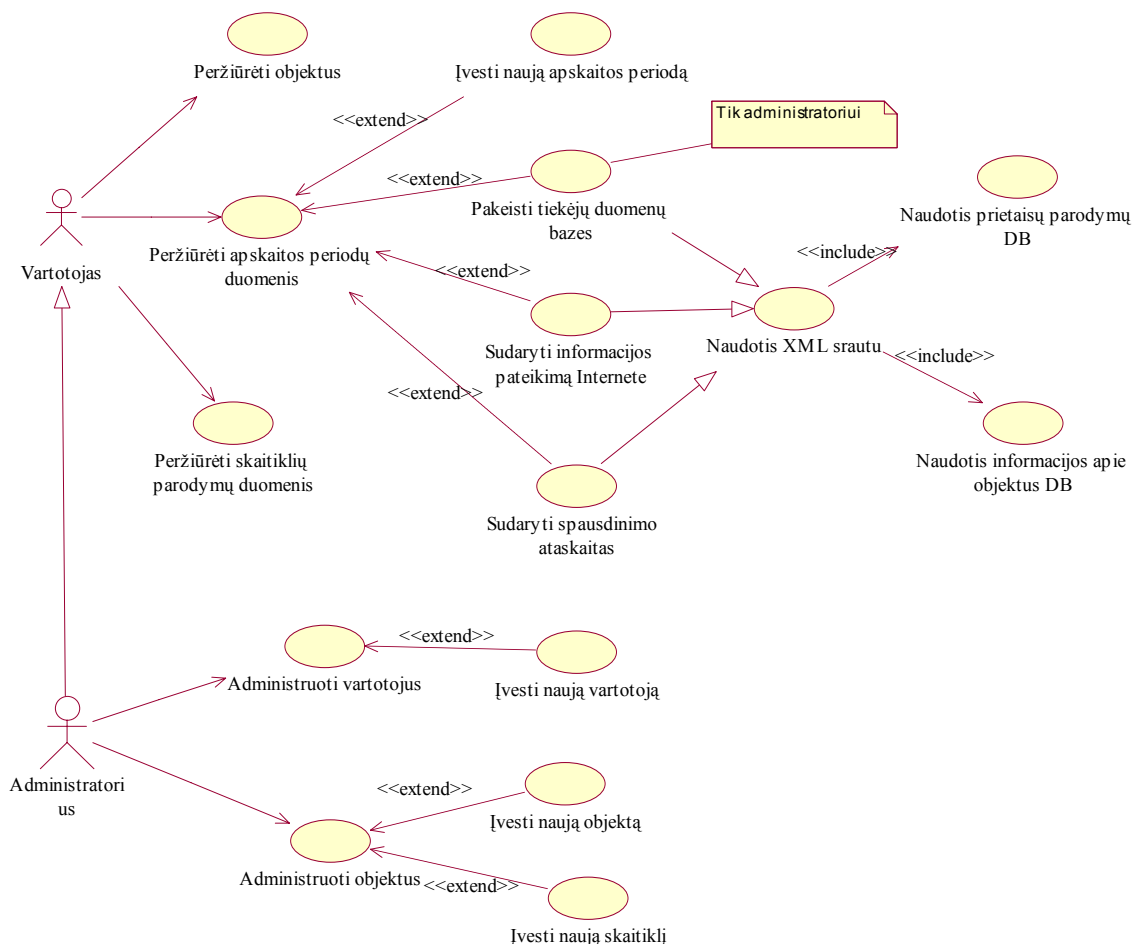 Peržiūrėti objektus
Įvesti naują apskaitos periodą
<<extend>>
Tik administratoriui
<<extend>>
Pakeisti tiekėjų duomenų
bazes
Naudotis prietaisų parodymų
DB
<<include>>
Vartotojas
Peržiūrėti apskaitos periodų
duomenis
<<extend>>
Sudaryti informacijos
pateikimą Internete
Naudotis XML srautu
<<include>>
<<extend>>
Peržiūrėti skaitiklių
parodymų duomenis
Naudotis informacijos apie
objektus DB
Sudaryti spausdinimo
ataskaitas
<<extend>>
Administruoti vartotojus
Įvesti naują vartotoją
Administratori
us
<<extend>>
Įvesti naują objektą
Administruoti objektus
<<extend>>
Įvesti naują skaitiklį